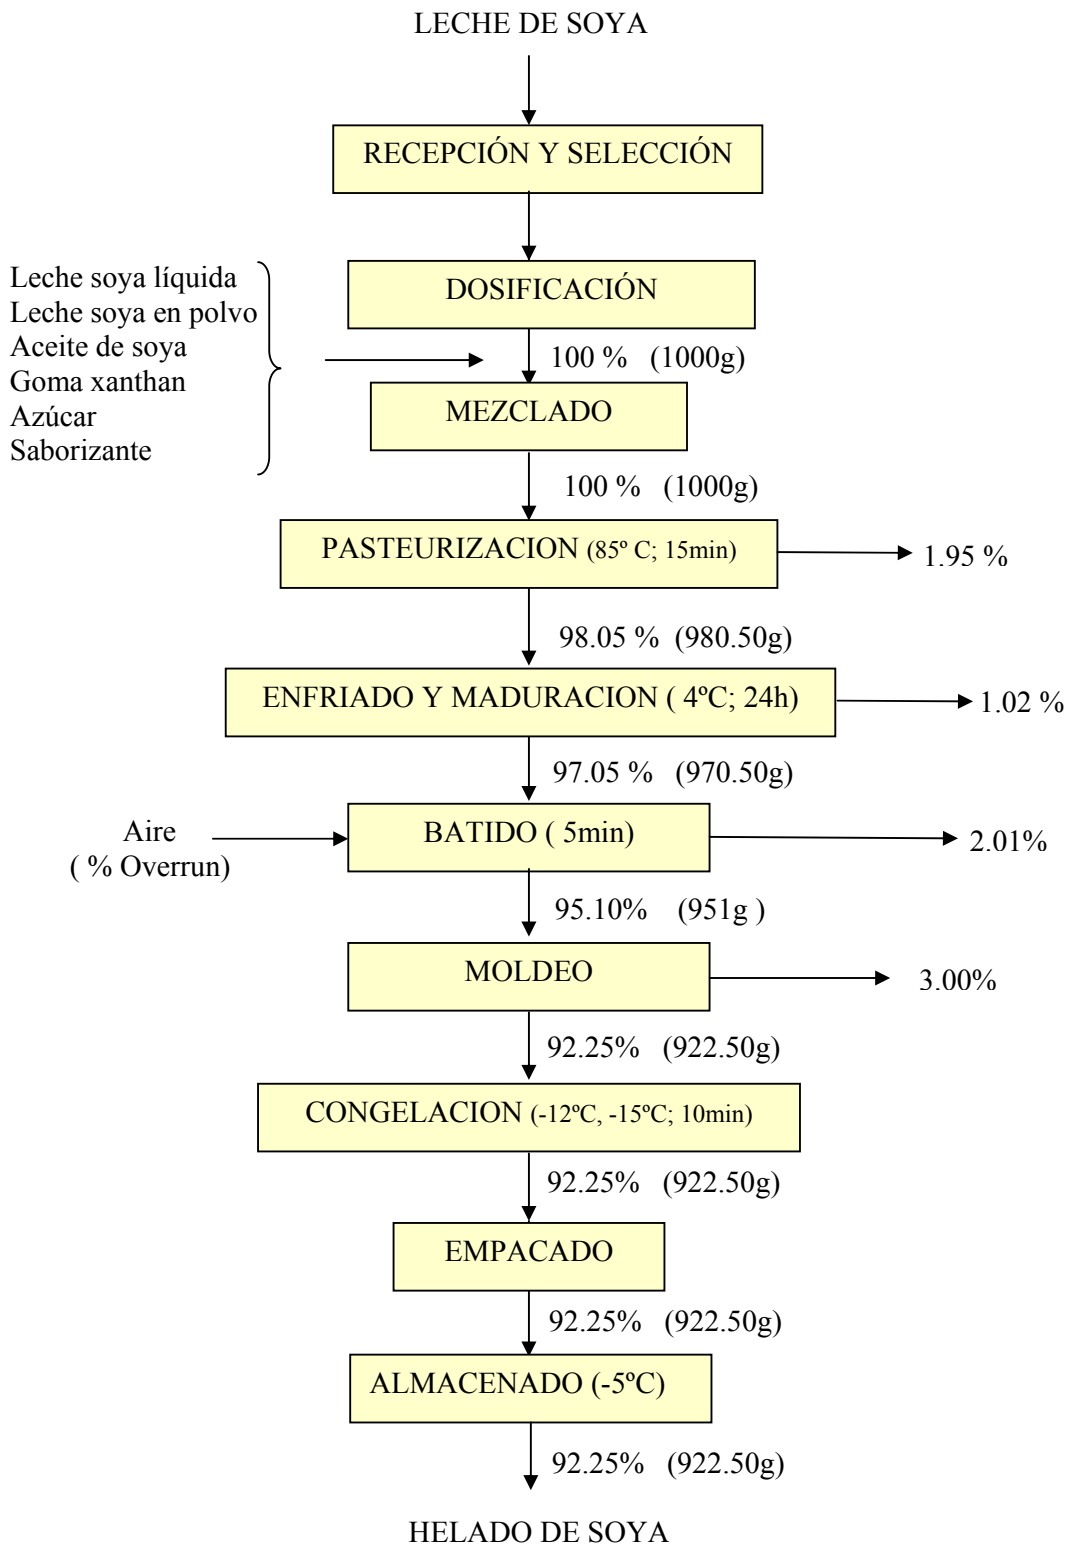 LECHE DE SOYA
RECEPCIÓN Y SELECCIÓN
Leche soya líquida
Leche soya en polvo
Aceite de soya
Goma xanthan
Azúcar
Saborizante
DOSIFICACIÓN
100 % (1000g)
MEZCLADO
100 % (1000g)
PASTEURIZACION (85º C; 15min)
1.95 %
98.05 % (980.50g)
ENFRIADO Y MADURACION ( 4ºC; 24h)
1.02 %
97.05 % (970.50g)
Aire
( % Overrun)
BATIDO ( 5min)
2.01%
95.10% (951g )
MOLDEO
3.00%
92.25% (922.50g)
CONGELACION (-12ºC, -15ºC; 10min)
92.25% (922.50g)
EMPACADO
92.25% (922.50g)
ALMACENADO (-5ºC)
92.25% (922.50g)
HELADO DE SOYA